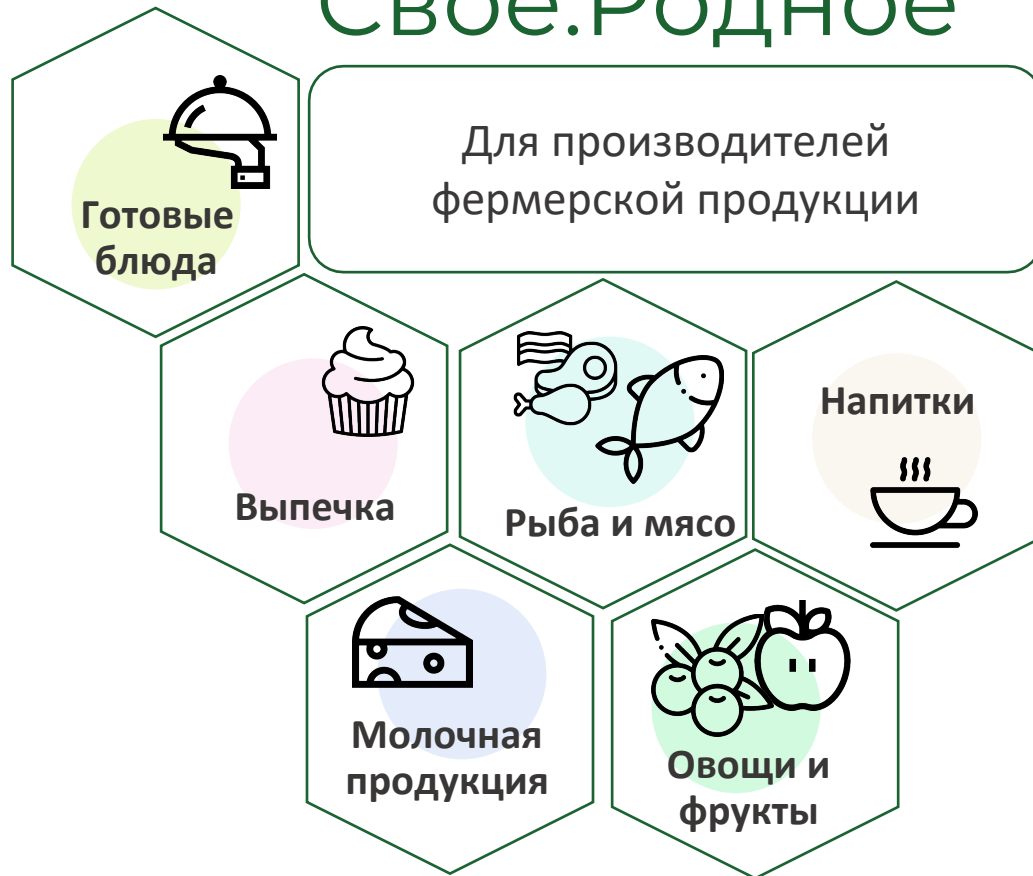 Свое.Родное
Для производителей
фермерской продукции
Готовые
блюда
Выпечка
Рыба и мясо
Напитки
Молочная
продукция
Овощи и
фрукты